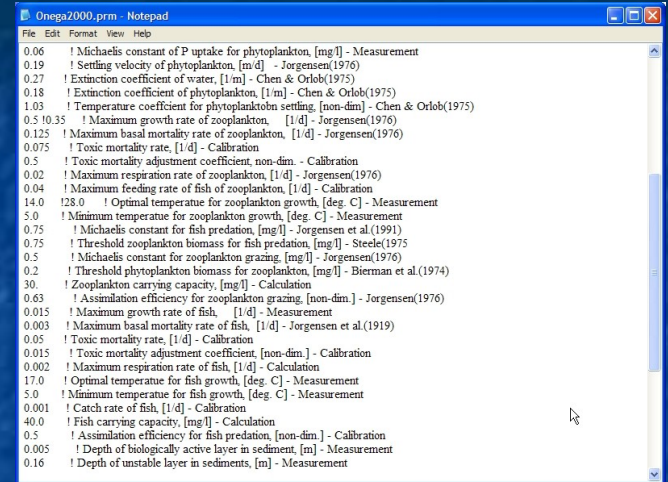 Onega2000.prm - Notepad
File Edit Format View Help
0.06 ! Michaelis constant of P uptake for phytoplankton, [mg/l] - Measurement
0.19 ! Settling velocity of phytoplankton, [m/d] - Jorgensen(1976)
0.27 ! Extinction coefficient of water, [1/m] - Chen & Orlob(1975)
0.18 ! Extinction coefficient of phytoplankton, [1/m] - Chen & Orlob(1975)
1.03 ! Temperature coeffcient for phytoplanktobn settling, [non-dim] - Chen & Orlob(1975)
0.5 !0.35 ! Maximum growth rate of zooplankton, [1/d] - Jorgensen(1976)
0.125 ! Maximum basal mortality rate of zooplankton, [1/d] - Jorgensen(1976)
0.075 ! Toxic mortality rate, [1/d] - Calibration
0.5 ! Toxic mortality adjustment coefficient, non-dim. - Calibration
0.02 ! Maximum respiration rate of zooplankton, [1/d] - Jorgensen(1976)
0.04 ! Maximum feeding rate of fish of zooplankton, [1/d] - Calibration
14.0 !28.0 ! Optimal temperatue for zooplankton growth, [deg. C] - Measurement
5.0 ! Minimum temperatue for zooplankton growth, [deg. C] - Measurement
0.75 ! Michaelis constant for fish predation, [mg/l] - Jorgensen et al.(1991)
0.75 ! Threshold zooplankton biomass for fish predation, [mg/l] - Steele(1975
0.5 ! Michaelis constant for zooplankton grazing, [mg/l] - Jorgensen(1976)
0.2 ! Threshold phytoplankton biomass for zooplankton, [mg/l] - Bierman et al.(1974)
30. ! Zooplankton carrying capacity, [mg/l] - Calculation
0.63 ! Assimilation efficiency for zooplankton grazing, [non-dim.] - Jorgensen(1976)
0.015 ! Maximum growth rate of fish, [1/d] - Measurement
0.003 ! Maximum basal mortality rate of fish, [1/d] - Jorgensen et al.(1919)
0.05 ! Toxic mortality rate, [1/d] - Calibration
0.015 ! Toxic mortality adjustment coefficient, [non-dim.] - Calibration
0.002 ! Maximum respiration rate of fish, [1/d] - Calculation
17.0 ! Optimal temperatue for fish growth, [deg. C] - Measurement
5.0 ! Minimum temperatue for fish growth, [deg. C] - Measurement
0.001 ! Catch rate of fish, [1/d] - Calibration
40.0 ! Fish carrying capacity, [mg/l] - Calculation
0.5 ! Assimilation efficiency for fish predation, [non-dim.] - Calibration
0.005 ! Depth of biologically active layer in sediment, [m] - Measurement
0.16 ! Depth of unstable layer in sediments, [m] - Measurement